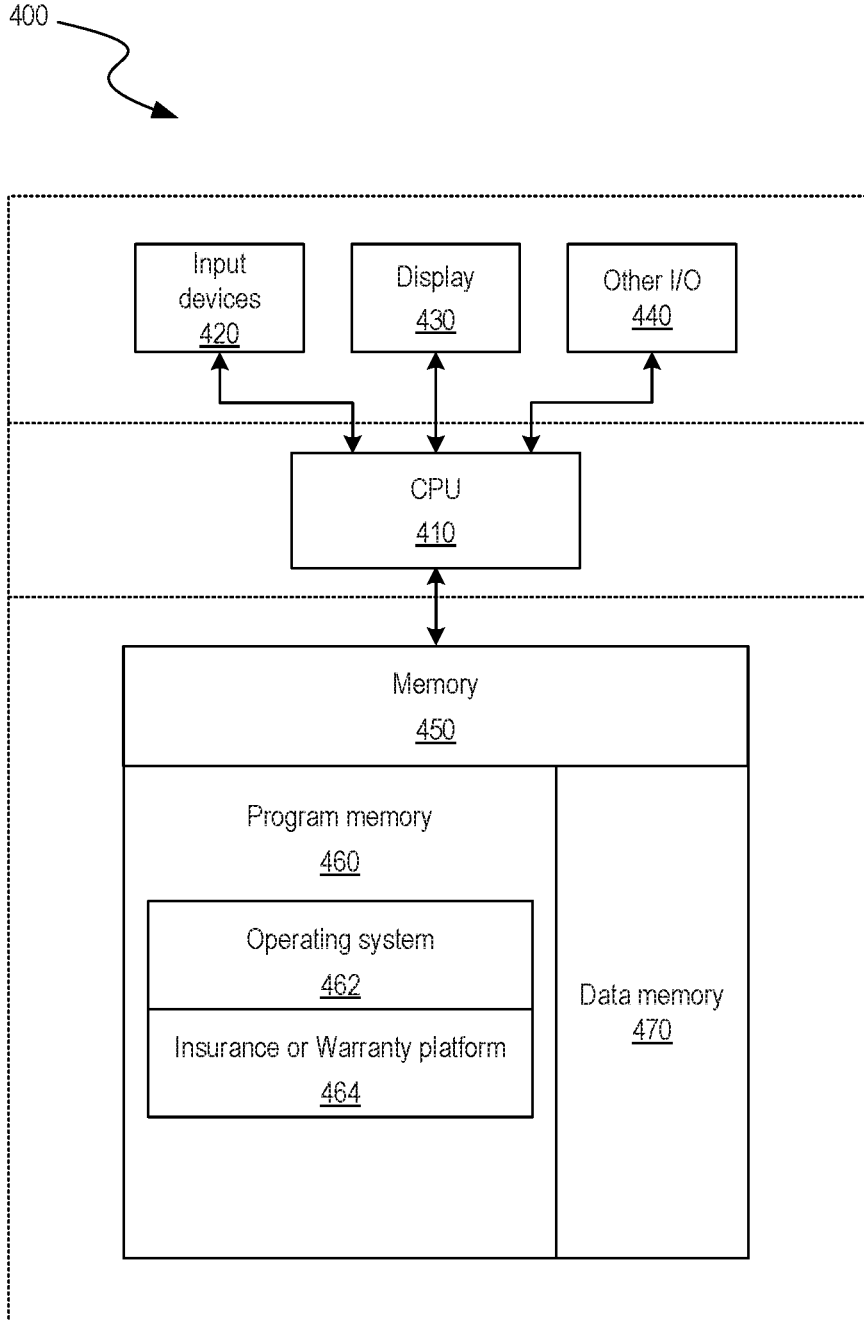 400
Input
devices
420
Display
430
Other I/O
440
CPU
410
Memory
450
Program memory
460
Operating system
462
Insurance or Warranty platform
464
Data memory
470